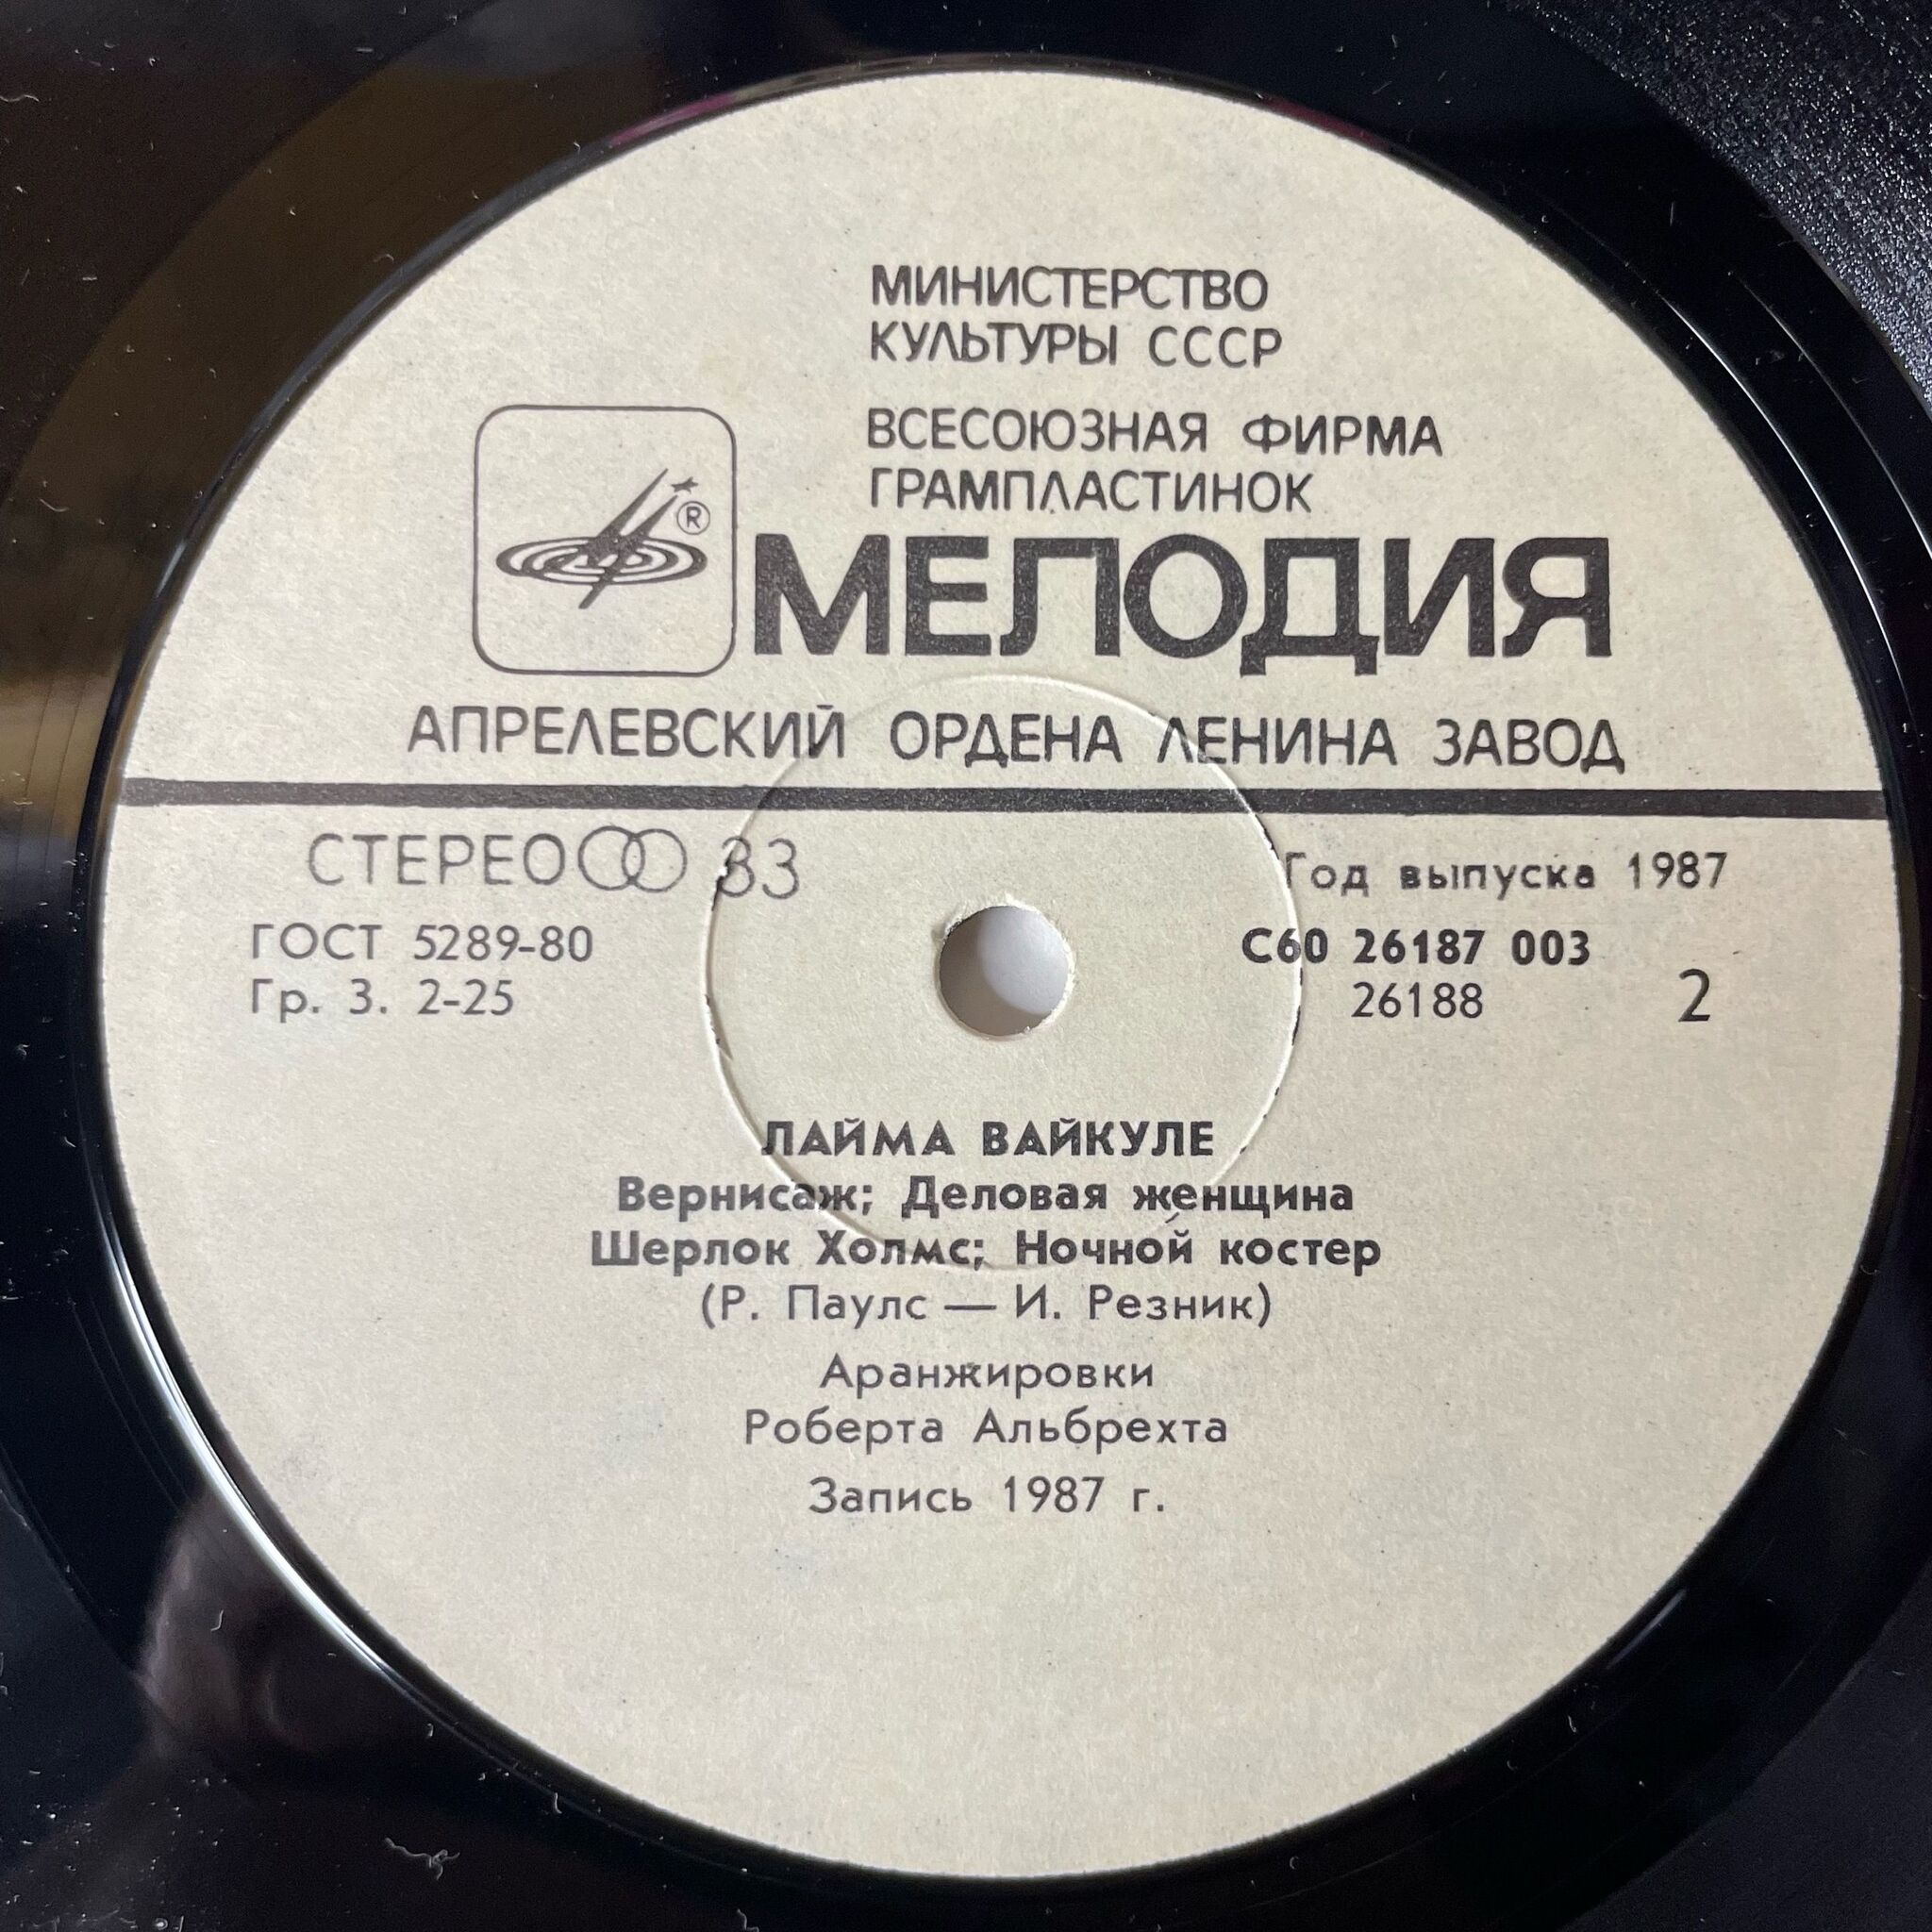 МИНИСТЕРСТВО
КУЛЬТУРЫ СССР
ВСЕСОЮЗНАЯ ФИРМА
ГРАМПЛАСТИНОК
®
МЕЛОДИЯ
АПРЕЛЕВСКИЙ ОРДЕНА ЛЕНИНА ЗАВОД
СТЕРЕО 33
Год выпуска 1987
ГОСТ 5289-80
С60 26187 003
Гр. 3. 2-25
26188
2
ЛАЙМА ВАЙКУЛЕ
Вернисаж; Деловая женщина
Шерлок Холмс; Ночной костер
(Р. Паулс — И. Резник)
Аранжировки
Роберта Альбрехта
Запись 1987 г.